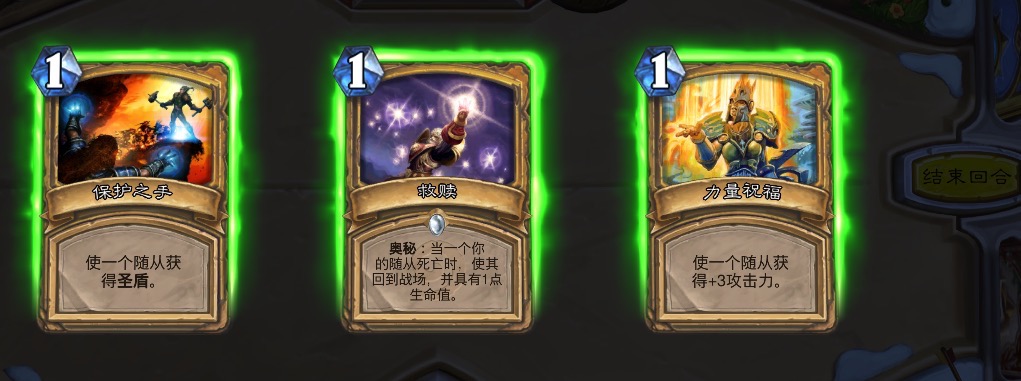 1
保护之手
使一个随从获
得圣盾。
1
救赎
奥秘：当一个你
的随从死亡时，使其
回到战场，并具有1点
生命值。
1
力量祝福
使一个随从获
得+3攻击力。
结束回合